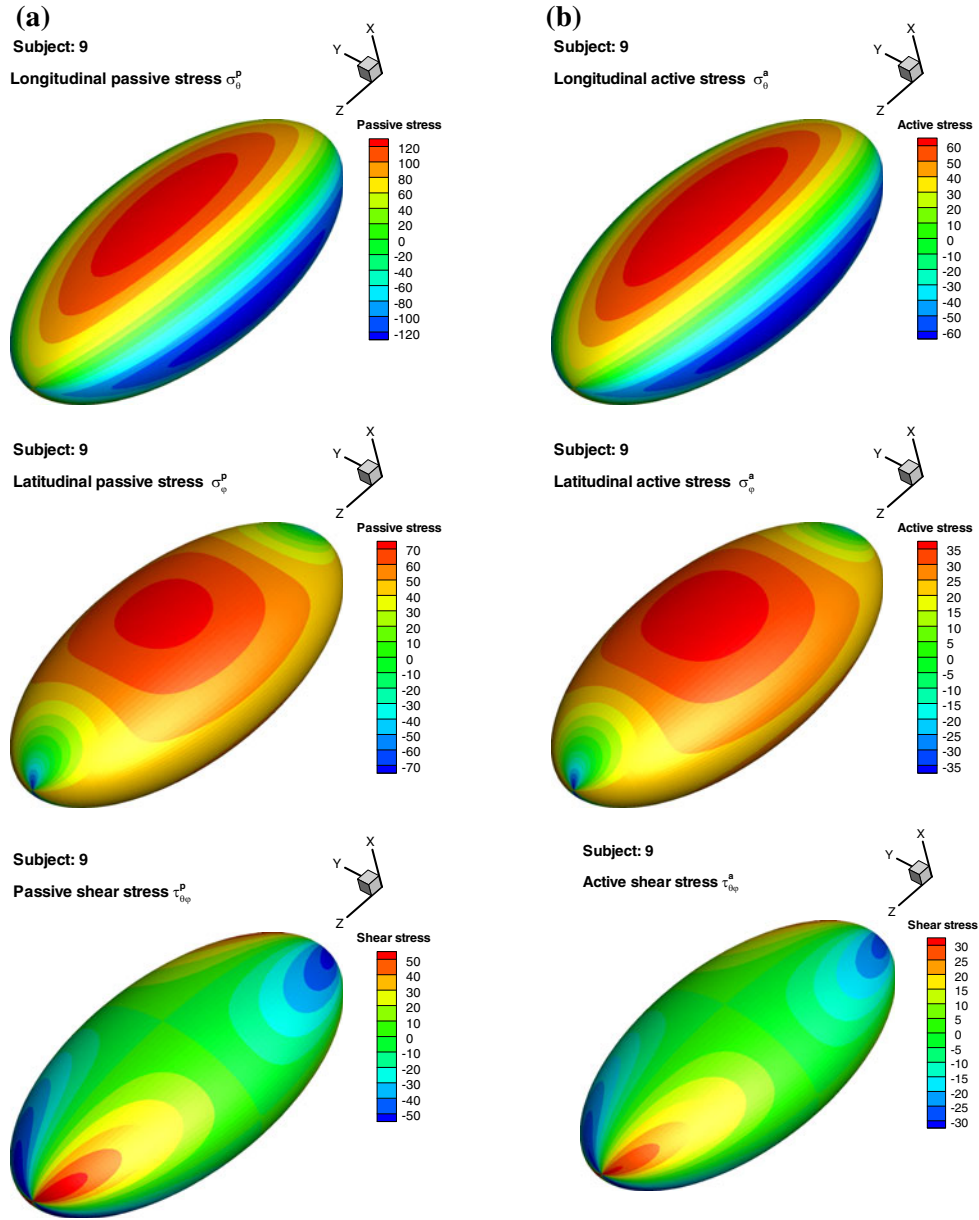 (a)
Subject: 9
Longitudinal passive stress σ_θ^p
X
Y
Z
Passive stress
120
100
80
60
40
20
0
-20
-40
-60
-80
-100
-120
(b)
Subject: 9
Longitudinal active stress σ_θ^a
X
Y
Z
Active stress
60
50
40
30
20
10
0
-10
-20
-30
-40
-50
-60
Subject: 9
Latitudinal passive stress σ_φ^p
X
Y
Z
Passive stress
70
60
50
40
30
20
10
0
-10
-20
-30
-40
-50
-60
-70
Subject: 9
Latitudinal active stress σ_φ^a
X
Y
Z
Active stress
35
30
25
20
15
10
5
0
-5
-10
-15
-20
-25
-30
-35
Subject: 9
Passive shear stress τ_θφ^p
X
Y
Z
Shear stress
50
40
30
20
10
0
-10
-20
-30
-40
-50
Subject: 9
Active shear stress τ_θφ^a
X
Y
Z
Shear stress
30
25
20
15
10
5
0
-5
-10
-15
-20
-25
-30